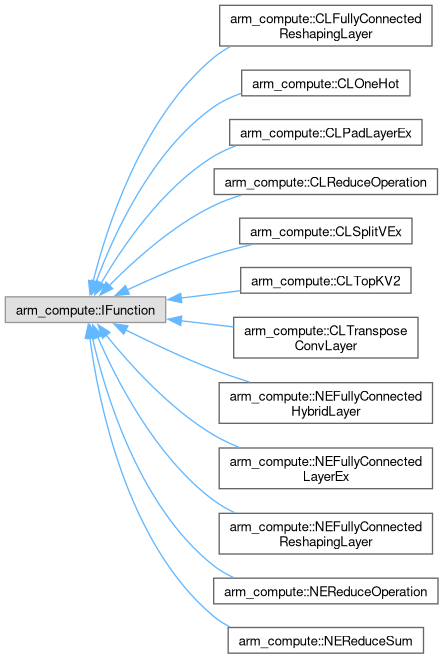 arm_compute::CLFullyConnected
ReshapingLayer
arm_compute::CLOneHot
arm_compute::CLPadLayerEx
arm_compute::CLReduceOperation
arm_compute::CLSplitVEx
arm_compute::CLTopKV2
arm_compute::IFunction
arm_compute::CLTranspose
ConvLayer
arm_compute::NEFullyConnected
HybridLayer
arm_compute::NEFullyConnected
LayerEx
arm_compute::NEFullyConnected
ReshapingLayer
arm_compute::NEReduceOperation
arm_compute::NEReduceSum